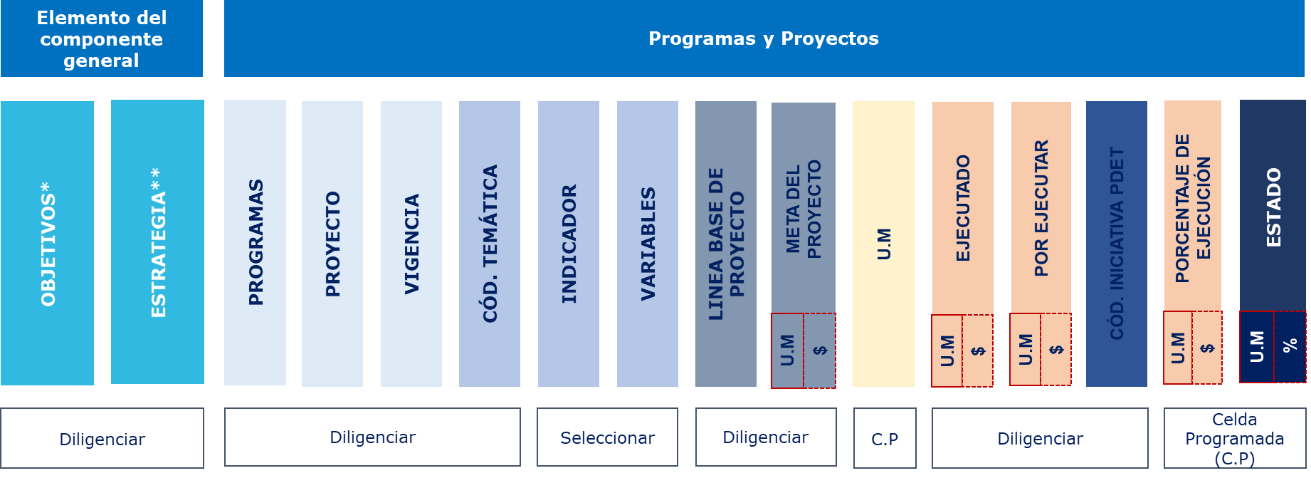 Elemento del
componente
general
Programas y Proyectos
OBJETIVOS*
ESTRATEGIA**
PROGRAMAS
PROYECTO
VIGENCIA
CÓD. TEMÁTICA
INDICADOR
VARIABLES
LINEA BASE DE
PROYECTO
META DEL
PROYECTO
U.M
$
U.M
EJECUTADO
U.M
$
POR EJECUTAR
U.M
$
CÓD. INICIATIVA PDET
PORCENTAJE DE
EJECUCIÓN
U.M
$
ESTADO
U.M
%
Diligenciar
Diligenciar
Seleccionar
Diligenciar
C.P
Diligenciar
Celda
Programada
(C.P)